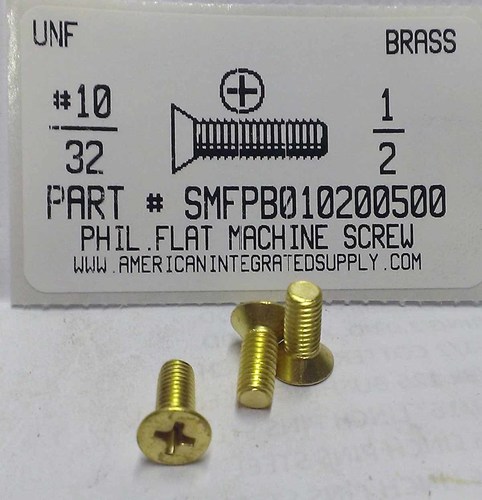 UNF BRASS
#10
32
1
2
PART # SMFPB010200500
PHIL.FLAT MACHINE SCREW
WWW.AMERICANINTEGRATEDSUPPLY.COM